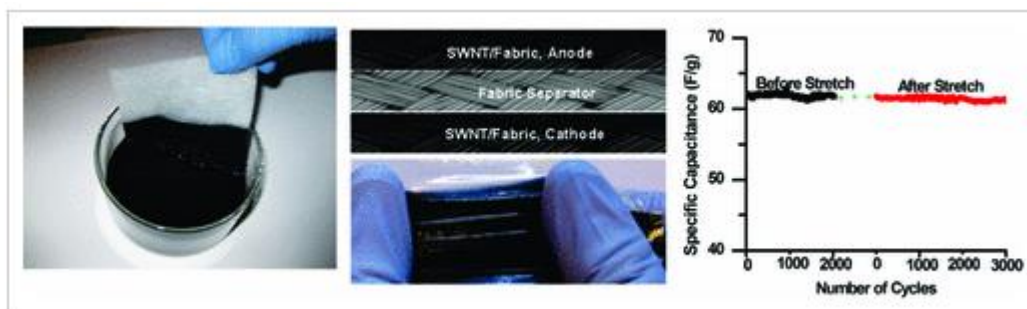 SWNT/Fabric, Anode
Fabric Separator
SWNT/Fabric, Cathode
Specific Capacitance (F/g)
70
60
50
40
Before Stretch
After Stretch
0 1000 2000 0 1000 2000 3000
Number of Cycles